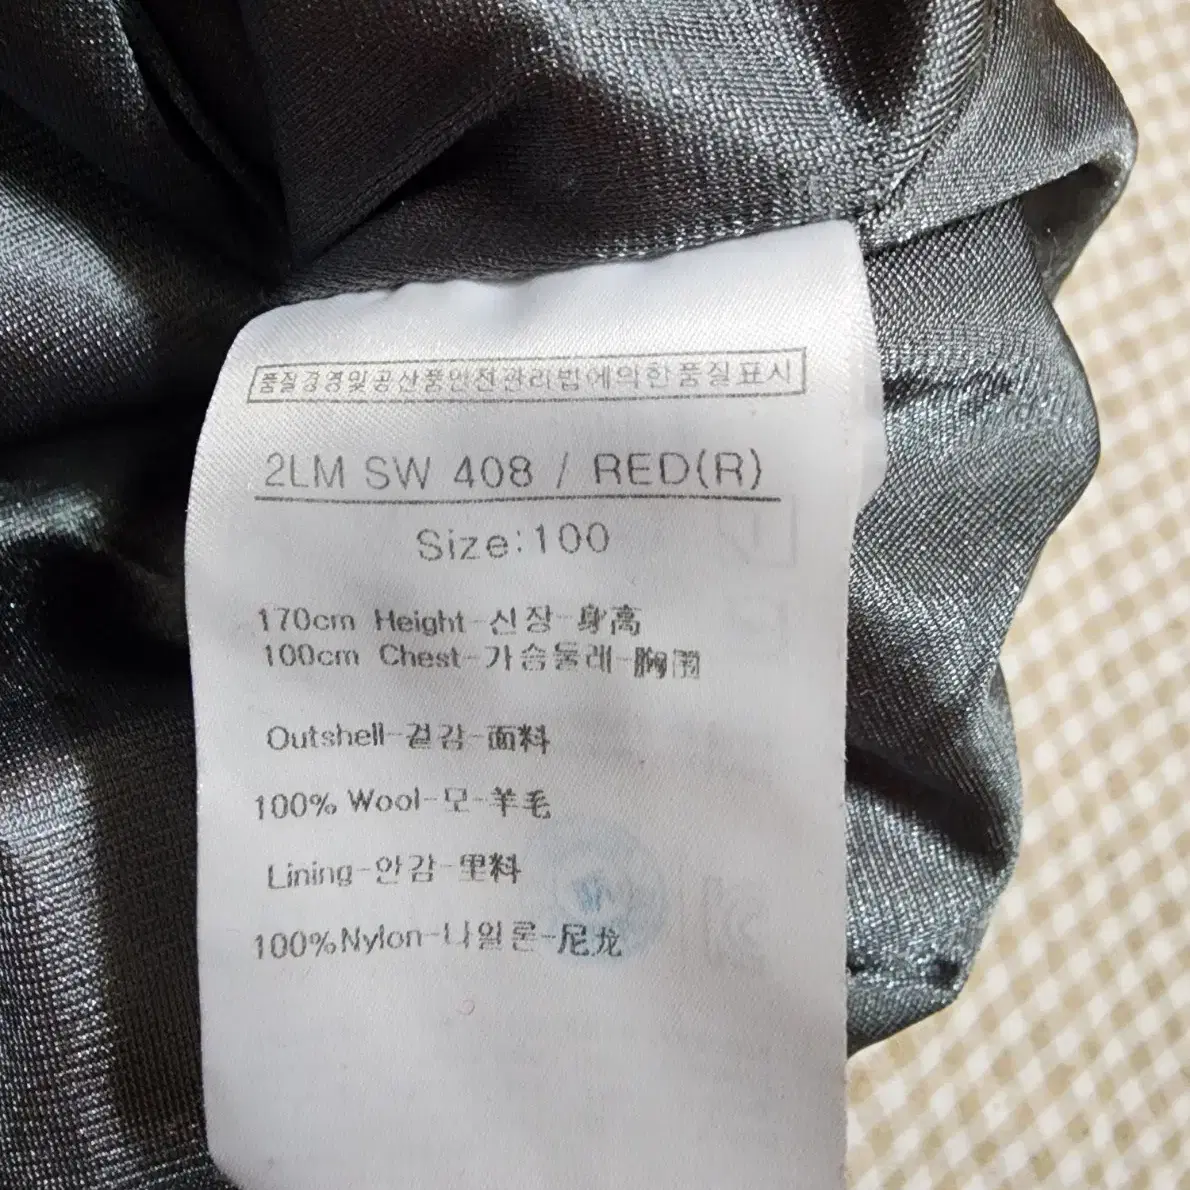 품질경영및공산품안전관리법에의한품질표시
2LM SW 408 / RED(R)
Size:100
170cm Height-신장-身高
100cm Chest-가슴둘레-胸围
Outshell-겉감-面料
100% Wool-모-羊毛
Lining-안감-里料
100%Nylon-나일론-尼龙